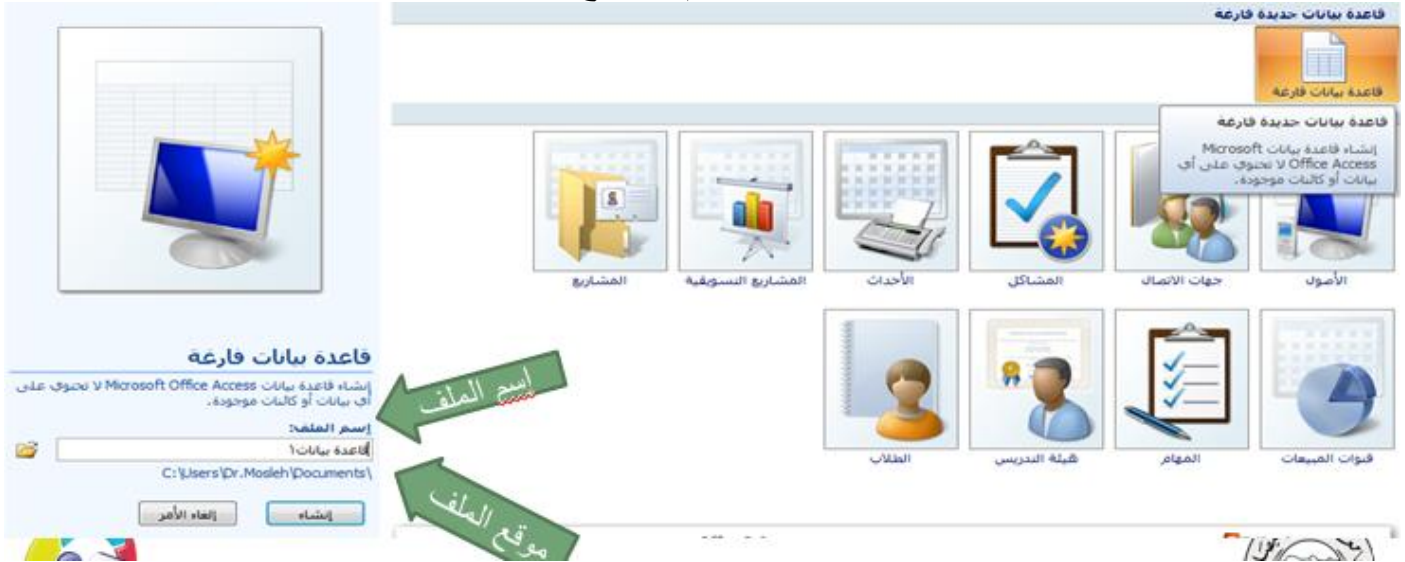 قاعدة بيانات جديدة فارغة
قاعدة بيانات فارغة
قاعدة بيانات جديدة فارغة
إنشاء قاعدة بيانات Microsoft
Office Access لا تحتوي على أي
بيانات أو كائنات موجودة.
الأصول
جهات الاتصال
المشاكل
الأحداث
المشاريع التسويقية
المشاريع
قنوات المبيعات
المهام
هيئة التدريس
الطلاب
قاعدة بيانات فارغة
إنشاء قاعدة بيانات Microsoft Office Access لا تحتوي على
أي بيانات أو كائنات موجودة.
إسم الملف:
قاعدة بيانات١
C:\Users\Dr.Mosleh\Documents\
إنشاء
إلغاء الأمر
إسم الملف
موقع الملف